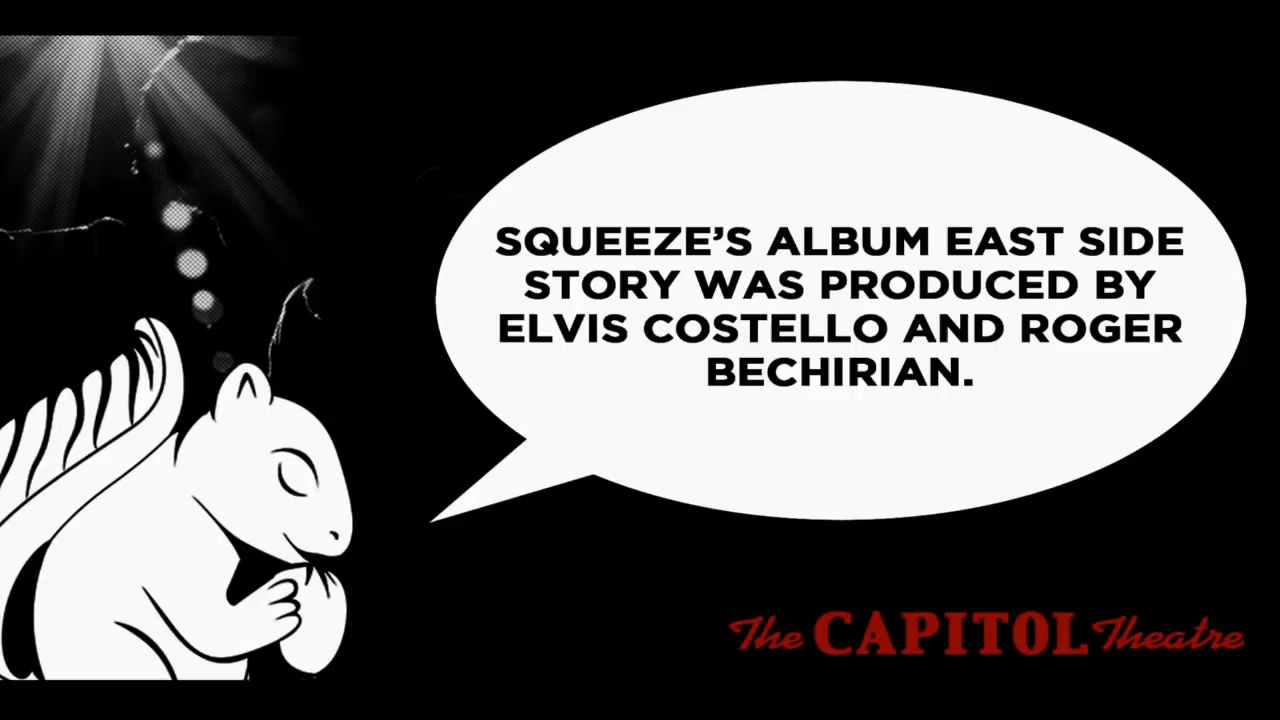 SQUEEZE’S ALBUM EAST SIDE
STORY WAS PRODUCED BY
ELVIS COSTELLO AND ROGER
BECHIRIAN.
The CAPITOL Theatre